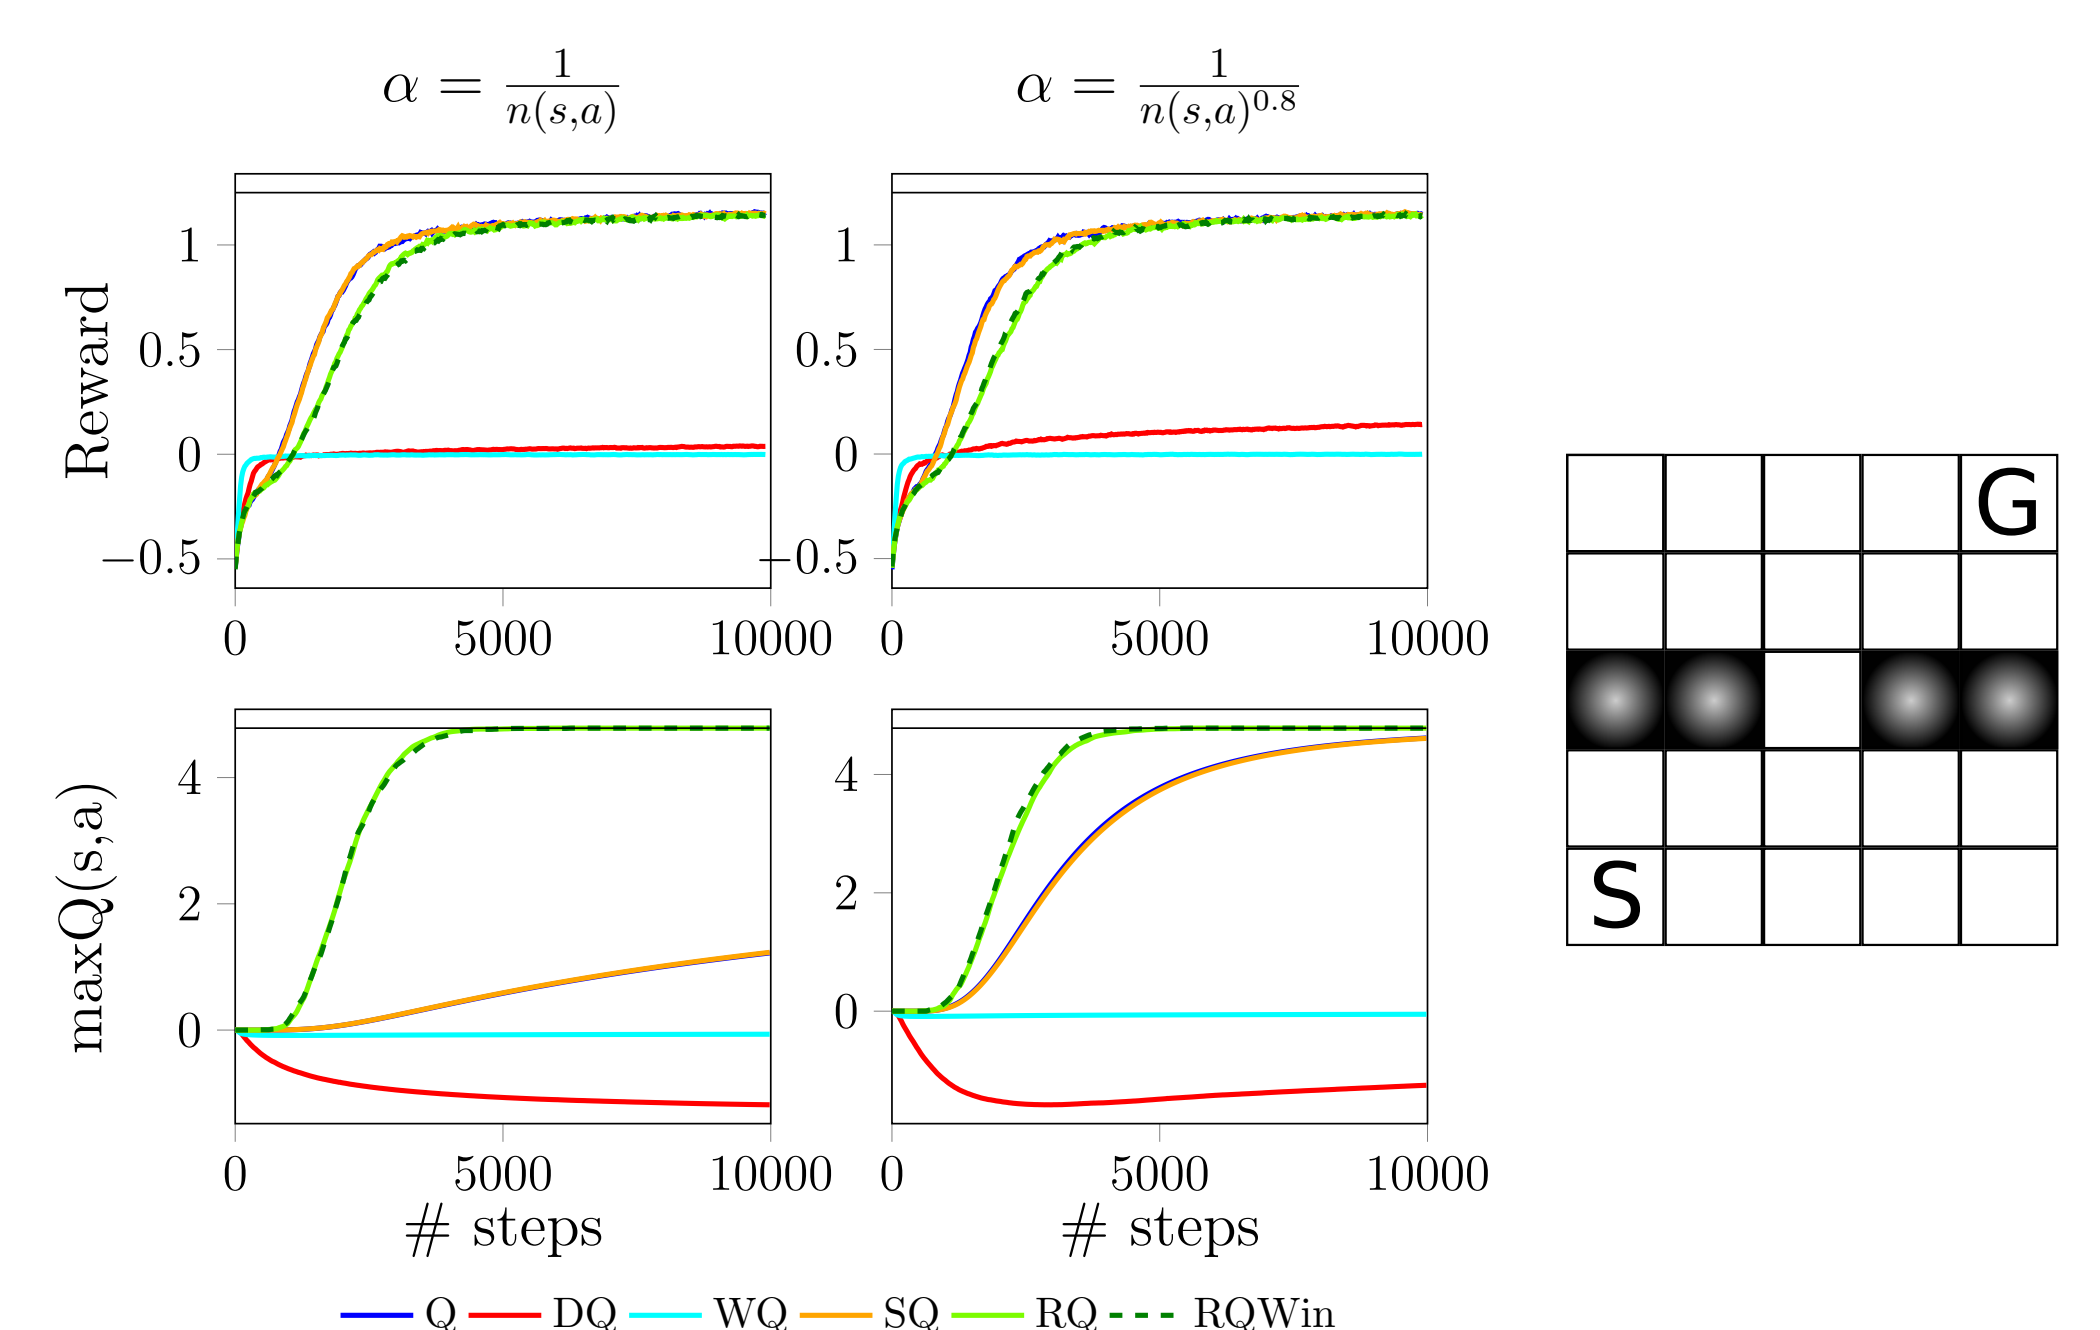 α = 1/n(s,a)
α = 1/n(s,a)^0.8
Reward
1
0.5
0
−0.5
0 5000 10000
1
0.5
0
−0.5
0 5000 10000
G
S
maxQ(s,a)
4
2
0
0 5000 10000
# steps
4
2
0
0 5000 10000
# steps
Q DQ WQ SQ RQ RQWin